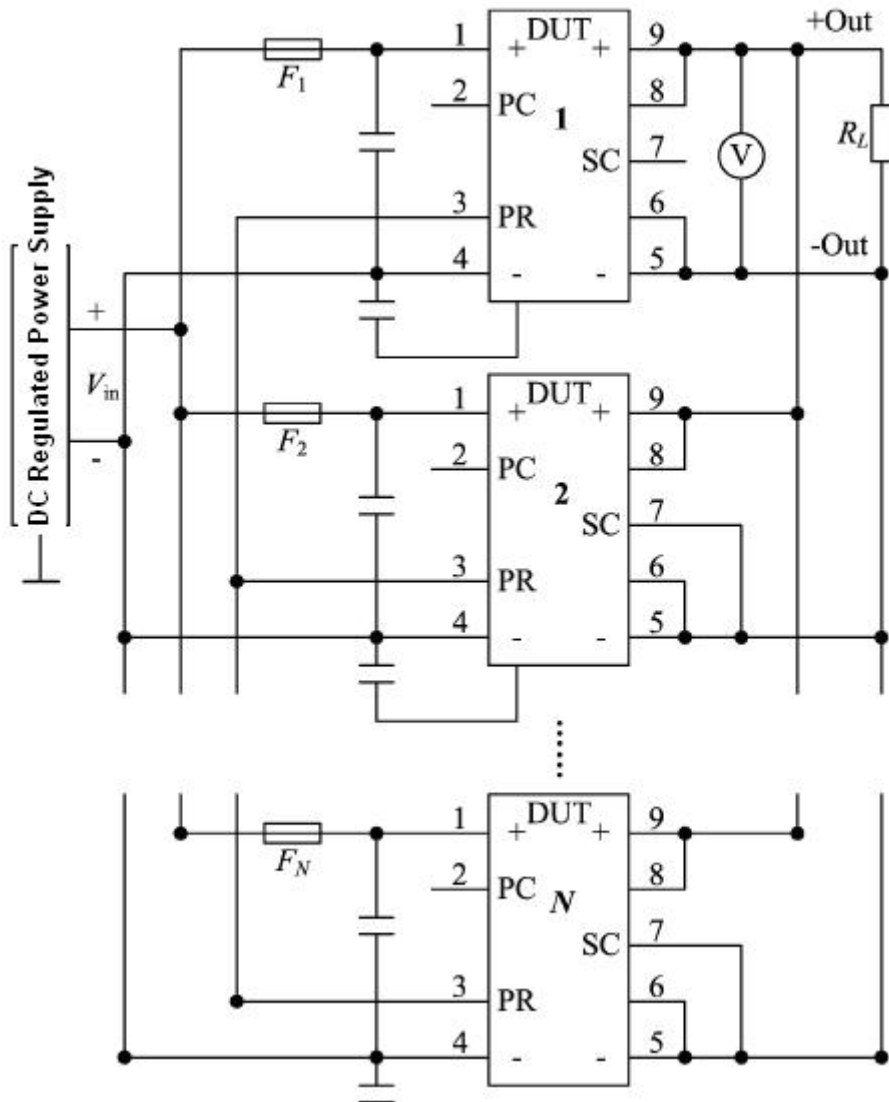 1 + DUT + 9 +Out
F1
2 PC 1 8
SC 7
V
RL
3 PR 6
4 - - 5 -Out
DC Regulated Power Supply
+
Vin
-
1 + DUT + 9
F2
2 PC 2 8
SC 7
3 PR 6
4 - - 5
1 + DUT + 9
FN
2 PC N 8
SC 7
3 PR 6
4 - - 5